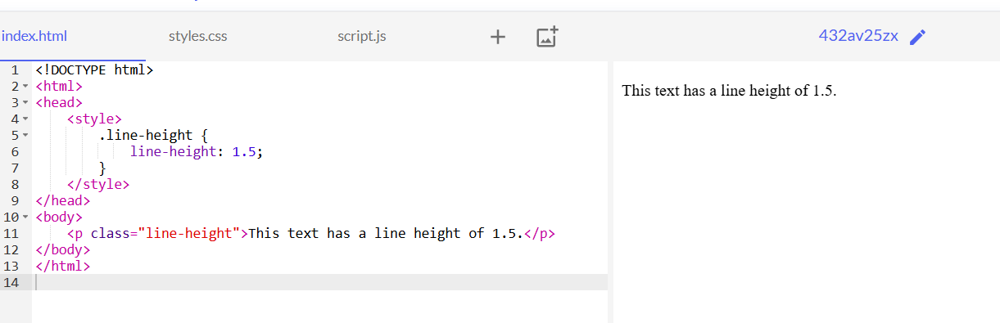 index.html styles.css script.js + 432av25zx
1 <!DOCTYPE html>
2 <html>
3 <head>
4     <style>
5         .line-height {
6             line-height: 1.5;
7         }
8     </style>
9 </head>
10 <body>
11     <p class="line-height">This text has a line height of 1.5.</p>
12 </body>
13 </html>
14
This text has a line height of 1.5.